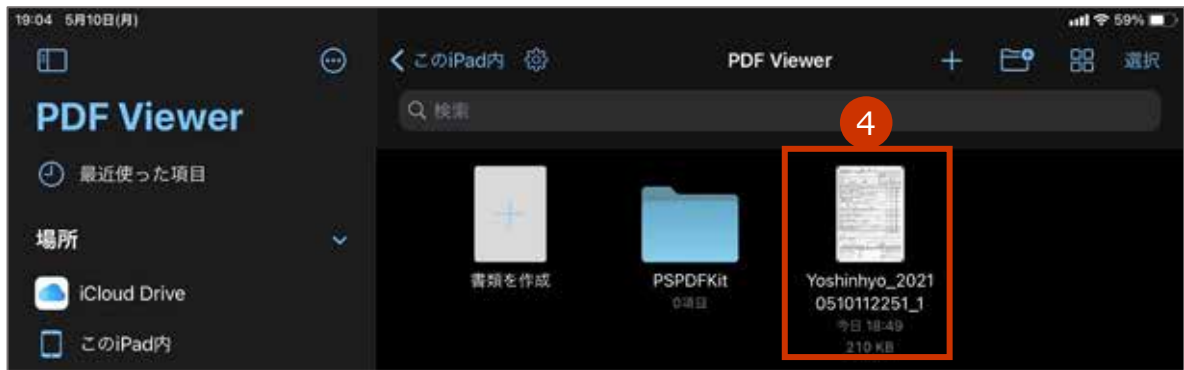 19:04 5月10日(月)
59%
このiPad内
PDF Viewer
選択
PDF Viewer
検索
4
最近使った項目
場所
書類を作成
PSPDFKit
0項目
Yoshinhyo_2021
0510112251_1
今日 18:49
210 KB
iCloud Drive
このiPad内